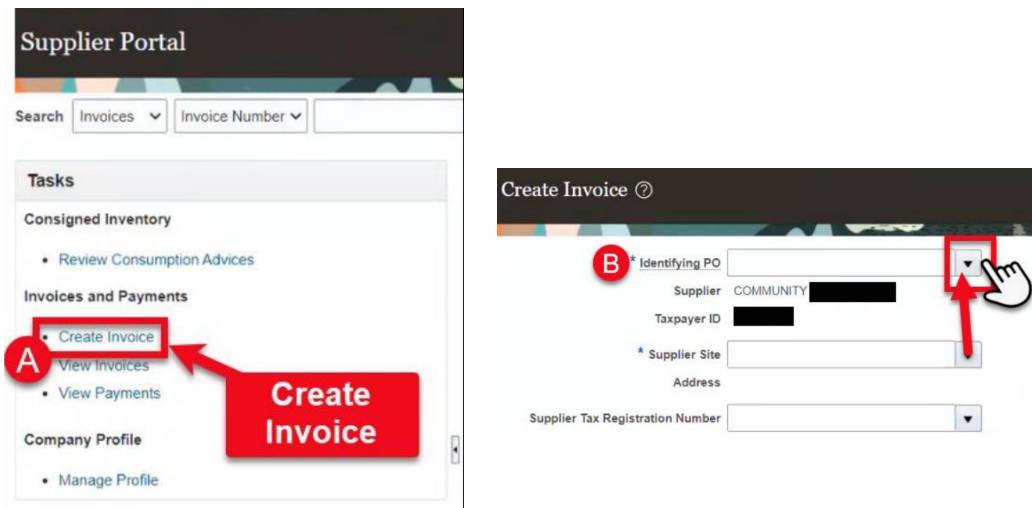 Supplier Portal
Search Invoices Invoice Number
Tasks
Consigned Inventory
Review Consumption Advices
Invoices and Payments
A
Create Invoice
View Invoices
View Payments
Create
Invoice
Company Profile
Manage Profile
Create Invoice ?
B * Identifying PO
Supplier COMMUNITY
Taxpayer ID
* Supplier Site
Address
Supplier Tax Registration Number